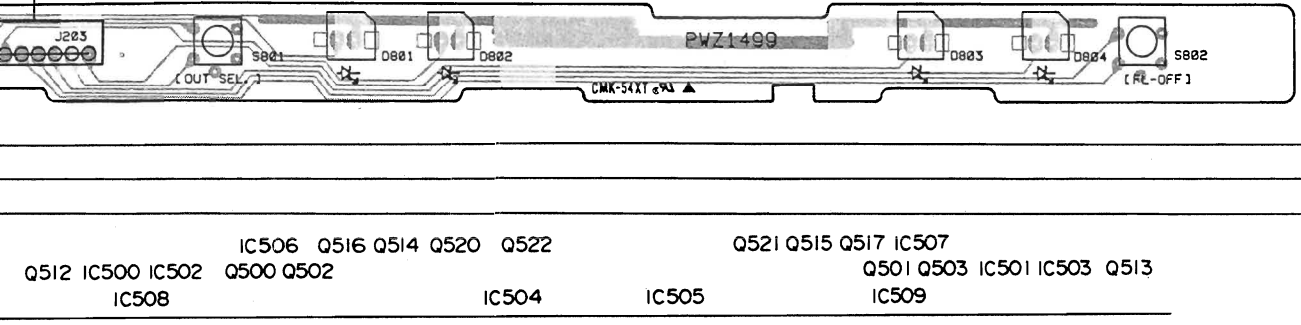 J203
S801
D801
D802
PWZ1499
D803
D804
S802
[OUT SEL.]
[FL-OFF]
CMK-54XT
IC506 Q516 Q514 Q520 Q522 Q521 Q515 Q517 IC507
Q512 IC500 IC502 Q500 Q502 Q501 Q503 IC501 IC503 Q513
IC508 IC504 IC505 IC509